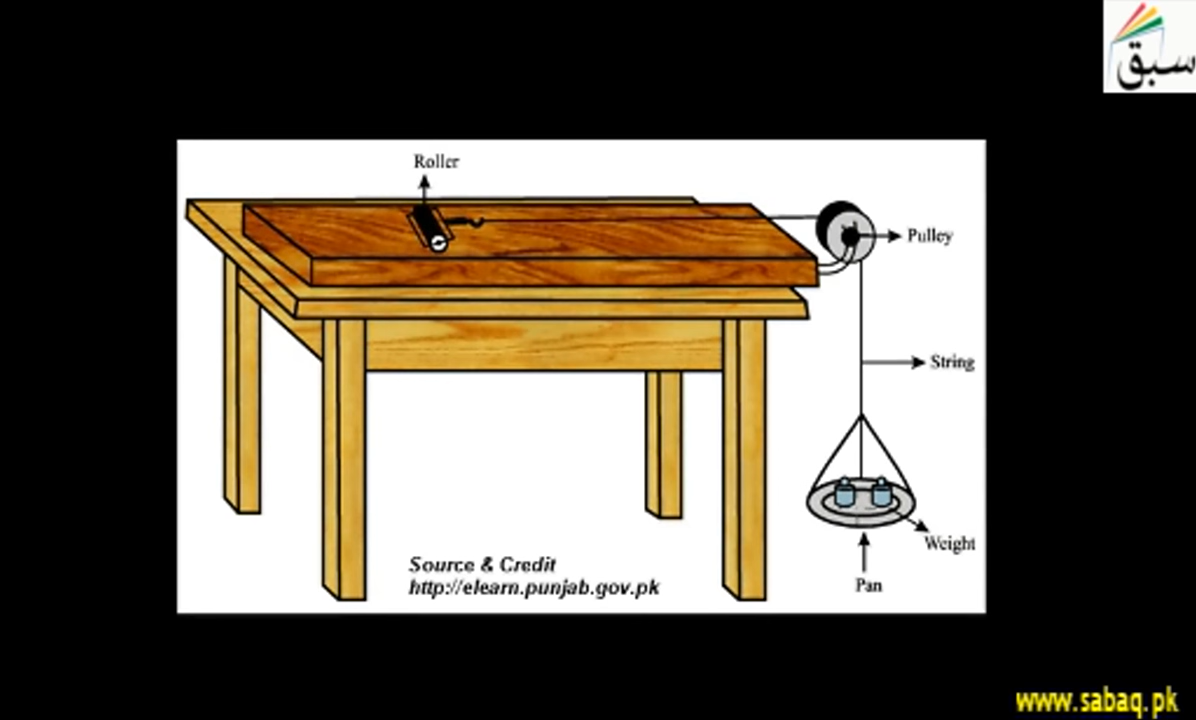 سبق
Roller
Pulley
String
Weight
Pan
Source & Credit
http://elearn.punjab.gov.pk
www.sabaq.pk